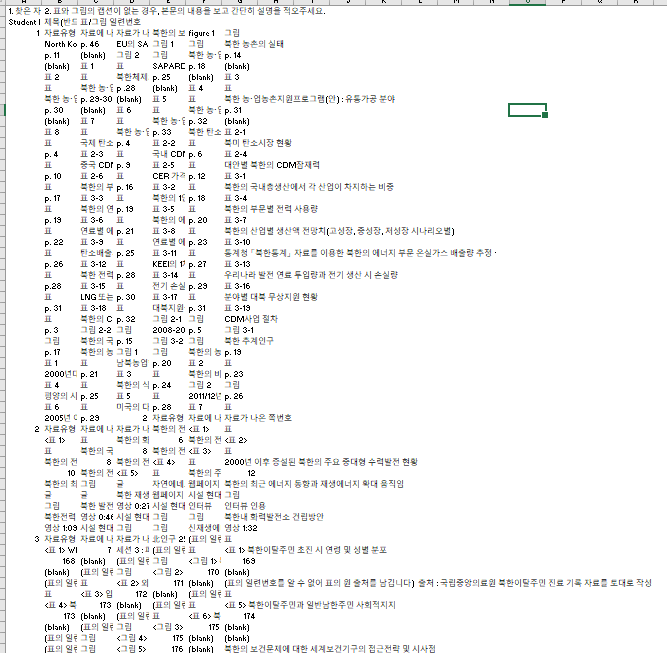 1. 찾은 자 2. 표와 그림의 캡션이 없는 경우, 본문의 내용을 보고 간단히 설명을 적으주세요.
Student I 제목(반드 표/그림 일련번호
1 자료유형 자료에 나 자료가 나 북한의 보 figure 1 그림
North Ko p. 46 EU의 SA 그림 1 그림 북한 농촌의 실태
p. 11 (blank) 그림 2 그림 북한 농· p. 14
(blank) 표 표 SAPARD p. 18 (blank)
표 2 표 북한체제 p. 25 (blank) 표 3
표 북한 농·업 p. 28 (blank) 표 4 표
북한 농·업 p. 29-30 (blank) 표 5 표 북한 농·업농촌지원프로그램(안) : 유통가공 분야
p. 30 (blank) 표 6 표 북한 농·업 p. 31
(blank) 표 7 표 북한 농· p. 32 (blank)
표 8 표 북한 농·업 p. 33 북한 탄소 표 2-1
표 국제 탄소 p. 4 표 2-2 표 북미 탄소시장 현황
p. 4 표 2-3 표 국내 CDM p. 6 표 2-4
표 중국 CDM p. 9 표 2-5 표 대안별 북한의 CDM잠재력
p. 10 표 2-6 표 CER 가격 p. 12 표 3-1
표 북한의 부 p. 16 표 3-2 표 북한의 국내총생산에서 각 산업이 차지하는 비중
p. 17 표 3-3 표 북한의 1인 p. 18 표 3-4
표 북한의 연 p. 19 표 3-5 표 북한의 부문별 전력 사용량
p. 19 표 3-6 표 북한의 에 p. 20 표 3-7
표 연료별 에 p. 21 표 3-8 표 북한의 산업별 생산액 전망치(고성장, 중성장, 저성장 시나리오별)
p. 22 표 3-9 표 연료별 에 p. 23 표 3-10
표 탄소배출 p. 25 표 3-11 표 통계청 「북한통계」 자료를 이용한 북한의 에너지 부문 온실가스 배출량 추정 ·
p. 26 표 3-12 표 KEEI의 1 p. 27 표 3-13
표 북한 전력 p. 28 표 3-14 표 우리나라 발전 연료 투입량과 전기 생산 시 손실량
p.28 표 3-15 표 전기 손실 p. 29 표 3-16
표 LNG 또는 p. 30 표 3-17 표 분야별 대북 무상지원 현황
p. 31 표 3-18 표 대북지원 p. 31 표 3-19
표 북한의 C p. 32 그림 2-1 그림 CDM사업 절차
p. 3 그림 2-2 그림 2008-20 p. 5 그림 3-1
그림 북한의 국 p. 15 그림 3-2 그림 북한 추계인구
p. 17 북한의 농 그림 1 그림 북한의 농 p. 19
표 1 표 남북농업 p. 20 표 2 표
2000년대 p. 21 표 3 표 북한의 비 p. 23
표 4 표 북한의 식 p. 24 그림 2 그림
평양의 시 p. 25 표 5 표 2011/12년 p. 26
표 6 표 미국의 대 p. 28 표 7 표
2005년 대 p. 29 2 자료유형 자료에 나 자료가 나온 쪽번호
2 자료유형 자료에 나 자료가 나 북한의 전 <표 1> 표
<표 1> 표 북한의 회 6 북한의 전 <표 2>
표 북한의 국 8 북한의 전 <표 3> 표
북한의 전 8 북한의 전 <표 4> 표 2000년 이후 증설된 북한의 주요 중대형 수력발전 현황
10 북한의 전 <표 5> 표 북한의 주 12
북한의 최 그림 글 자연에네 웹페이지 북한의 최근 에너지 동향과 재생에너지 확대 움직임
글 글 북한 재생 웹페이지 시설 현대 그림
그림 북한 발전 영상 0:27 시설 현대 인터뷰 인터뷰 인용
북한전력 영상 0:46 시설 현대 그림 그림 북한내 화력발전소 건립방안
영상 1:09 시설 현대 그림 그림 신재생에 영상 1:32
3 자료유형 자료에 나 자료가 나 北인구 25 (표의 일련 표
<표 1> WI 7 세션 3 : (표의 일련 표 <표 1> 북한이탈주민 초진 시 연령 및 성별 분포
168 (blank) (표의 일련 그림 <그림 1> 169
(blank) (표의 일련 그림 <그림 2> 170 (blank)
(표의 일련 표 <표 2> 외 171 (blank) (표의 일련번호를 알 수 없어 표의 원 출처를 남깁니다) 출처 : 국립중앙의료원 북한이탈주민 진료 기록 자료를 토대로 작성
표 <표 3> 입 172 (blank) (표의 일련 표
<표 4> 북 173 (blank) (표의 일련 표 <표 5> 북한이탈주민과 일반남한주민 사회적지지
173 (blank) (표의 일련 표 <표 6> 북 174
(blank) (표의 일련 그림 <그림 3> 175 (blank)
(표의 일련 그림 <그림 4> 175 (blank) (표의 일련 그림
<그림 5> 176 (blank) 북한의 보건문제에 대한 세계보건기구의 접근전략 및 시사점